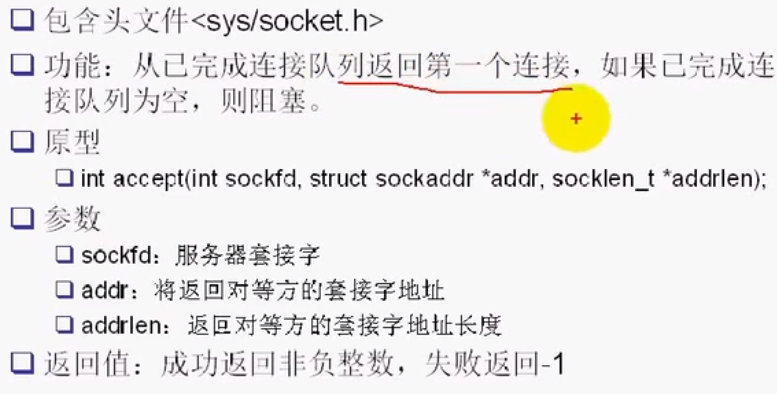 包含头文件<sys/socket.h>
功能：从已完成连接队列返回第一个连接，如果已完成连
接队列为空，则阻塞。
原型
int accept(int sockfd, struct sockaddr *addr, socklen_t *addrlen);
参数
sockfd：服务器套接字
addr：将返回对等方的套接字地址
addrlen：返回对等方的套接字地址长度
返回值：成功返回非负整数，失败返回-1